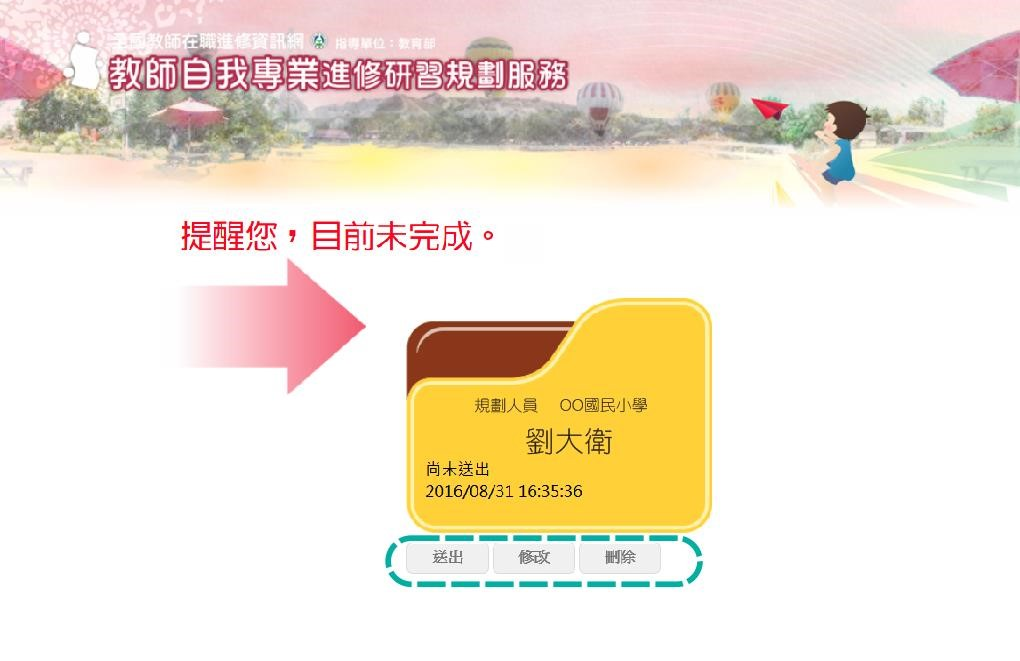 全國教師在職進修資訊網 指導單位：教育部
教師自我專業進修研習規劃服務
提醒您，目前未完成。
規劃人員 OO國民小學
劉大衛
尚未送出
2016/08/31 16:35:36
送出 修改 刪除